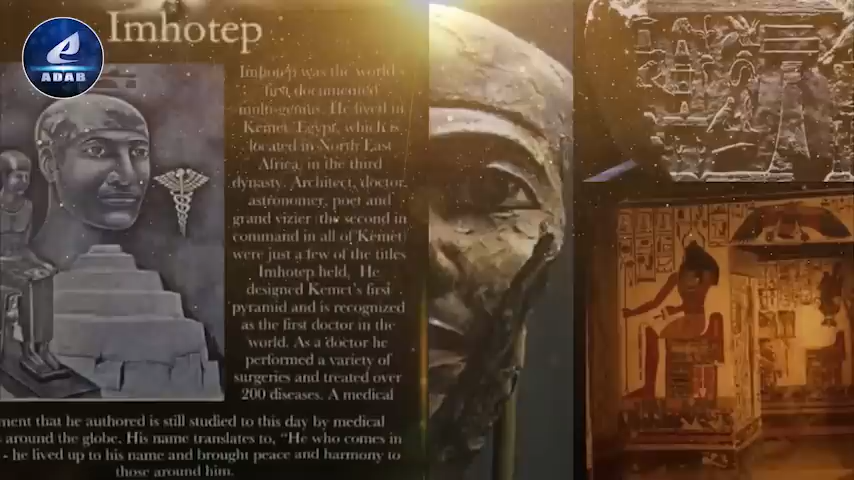 ADAB
Imhotep
Imhotep was the world's
first documented
multi-genius. He lived in
Kemet/Egypt, which is
located in North East
Africa, in the third
dynasty. Architect, doctor,
astronomer, poet and
grand vizier (the second in
command in all of Kemet)
were just a few of the titles
Imhotep held. He
designed Kemet's first
pyramid and is recognized
as the first doctor in the
world. As a doctor he
performed a variety of
surgeries and treated over
200 diseases. A medical
ment that he authored is still studied to this day by medical
around the globe. His name translates to, "He who comes in
- he lived up to his name and brought peace and harmony to
those around him.